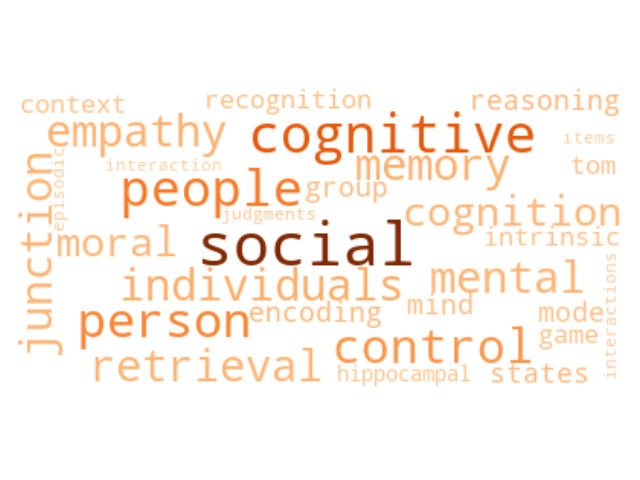 context
recognition
reasoning
empathy
cognitive
items
interaction
memory
tom
people
group
episodic
junction
judgments
cognition
moral
social
intrinsic
individuals
mental
interactions
person
encoding
mind
mode
control
game
retrieval
hippocampal
states